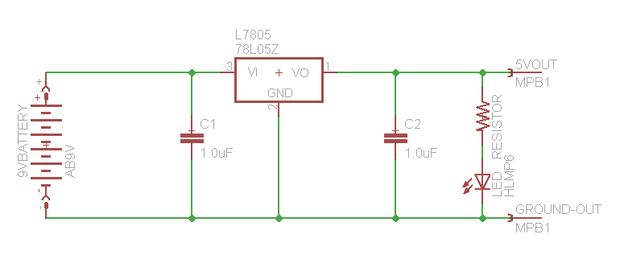 L7805
78L05Z
3
VI
+
VO
1
GND
2
5VOUT
MPB1
+
+
9VBATTERY
+
AB9V
-
-
C1
+
1.0uF
C2
+
1.0uF
RESISTOR
LED
HLMP6
GROUND-OUT
MPB1